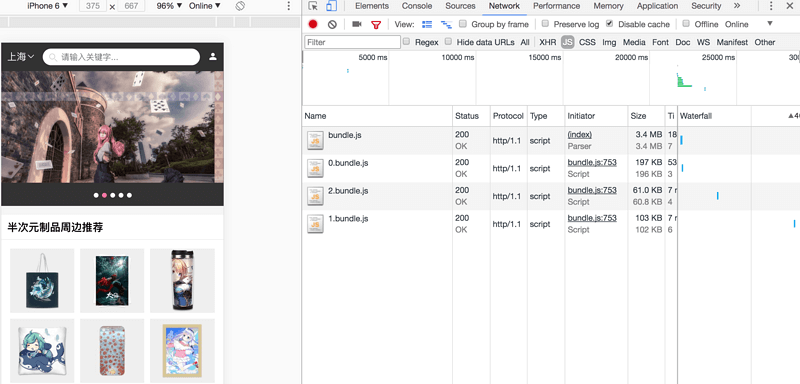 iPhone 6 375 × 667 96% Online
Elements Console Sources Network Performance Memory Application Security
View: Group by frame Preserve log Disable cache Offline Online
Filter Regex Hide data URLs All XHR JS CSS Img Media Font Doc WS Manifest Other
上海 请输入关键字...
5000 ms 10000 ms 15000 ms 20000 ms 25000 ms
Name Status Protocol Type Initiator Size Ti Waterfall
bundle.js 200 OK http/1.1 script (index) Parser 3.4 MB 3.4 MB 18 7
0.bundle.js 200 OK http/1.1 script bundle.js:753 Script 197 KB 196 KB 53 3
2.bundle.js 200 OK http/1.1 script bundle.js:753 Script 61.0 KB 60.8 KB 7 4
1.bundle.js 200 OK http/1.1 script bundle.js:753 Script 103 KB 102 KB 7 6
半次元制品周边推荐